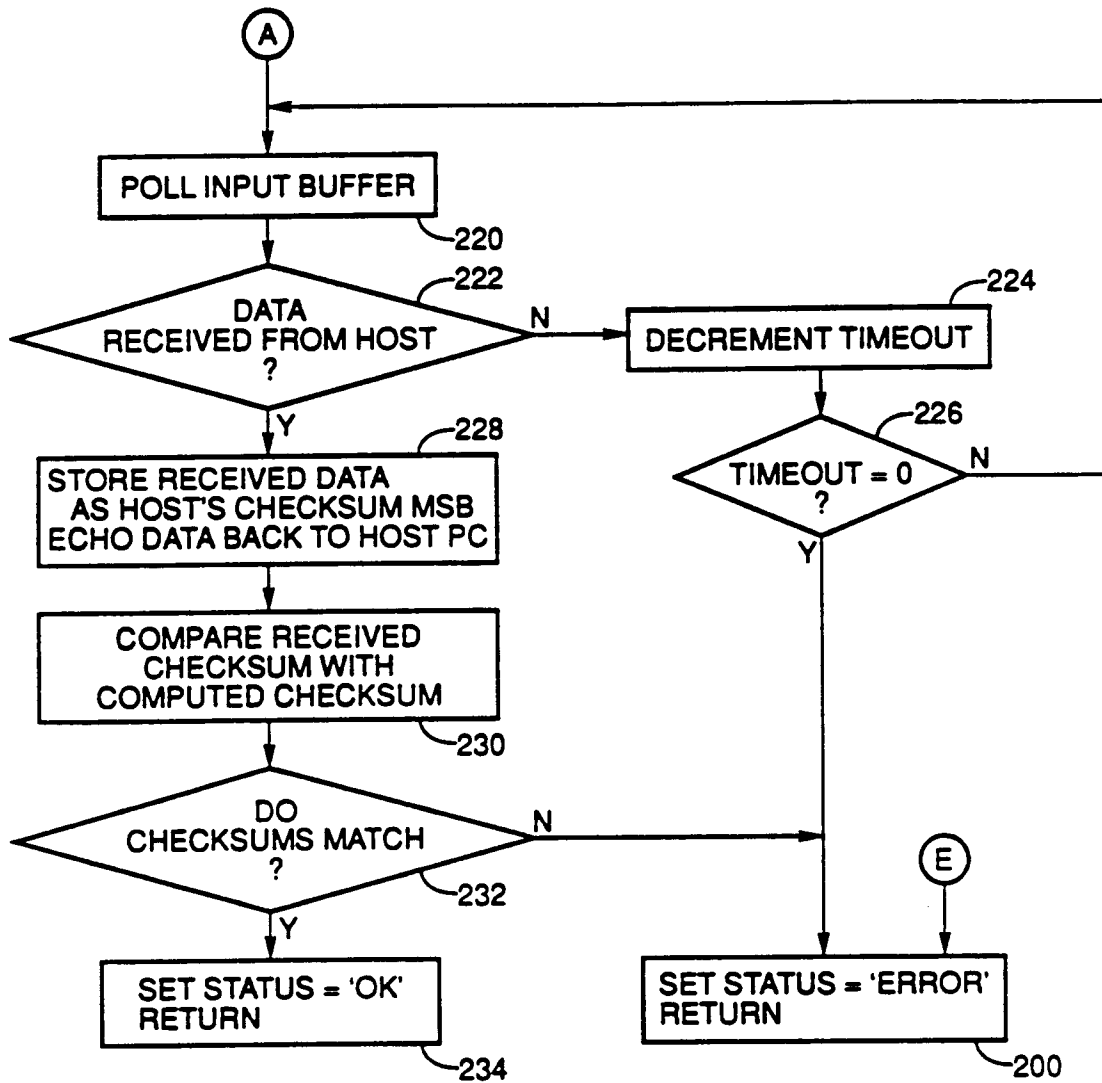 A
POLL INPUT BUFFER
220
222
DATA
RECEIVED FROM HOST
?
N
Y
224
DECREMENT TIMEOUT
226
TIMEOUT = 0
?
N
Y
228
STORE RECEIVED DATA
AS HOST'S CHECKSUM MSB
ECHO DATA BACK TO HOST PC
COMPARE RECEIVED
CHECKSUM WITH
COMPUTED CHECKSUM
230
DO
CHECKSUMS MATCH
?
N
232
Y
E
SET STATUS = 'OK'
RETURN
234
SET STATUS = 'ERROR'
RETURN
200